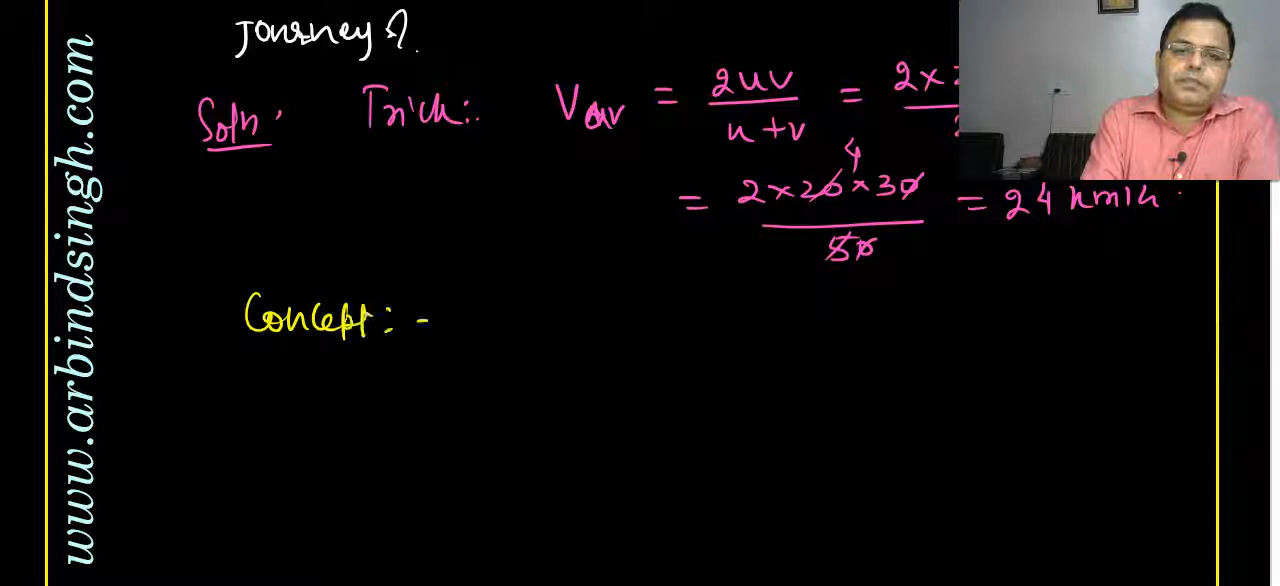 Journey?
Soln. Trick:. Vav = 2uv / u+v = 2×
= 2×20×30 / 50 = 24 km/h.
4
Concept:-
www.arbindsingh.com